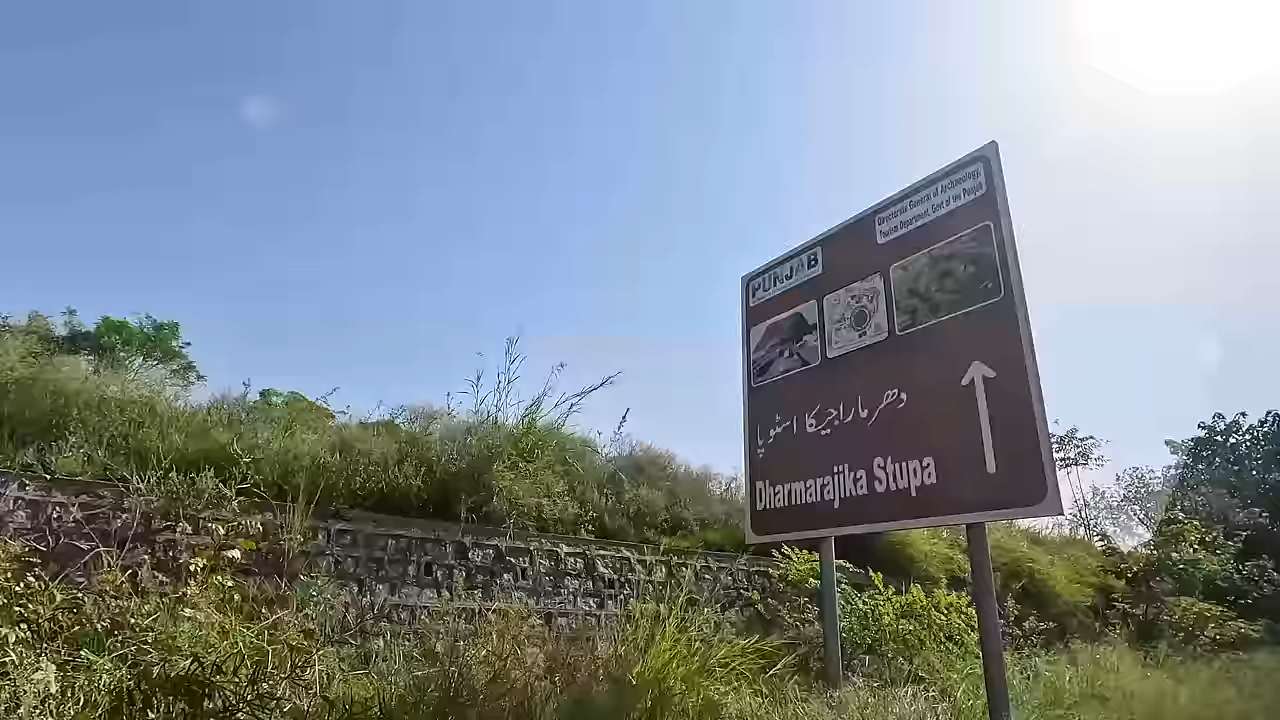 PUNJAB
Directorate General of Archaeology,
Tourism Department, Govt of the Punjab
دھرماراجیکا اسٹوپا
Dharmarajika Stupa